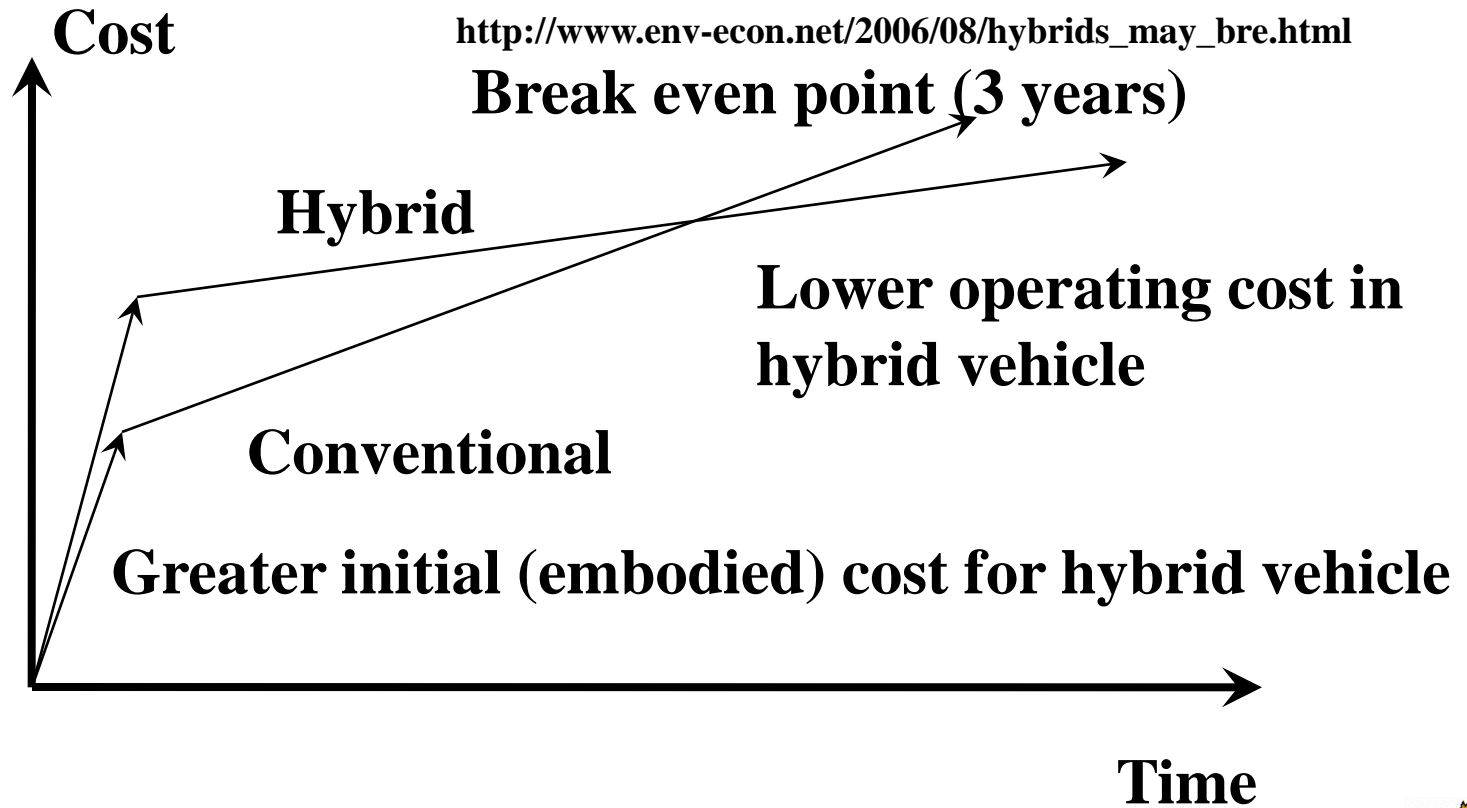 Cost
http://www.env-econ.net/2006/08/hybrids_may_bre.html
Break even point (3 years)
Hybrid
Lower operating cost in
hybrid vehicle
Conventional
Greater initial (embodied) cost for hybrid vehicle
Time